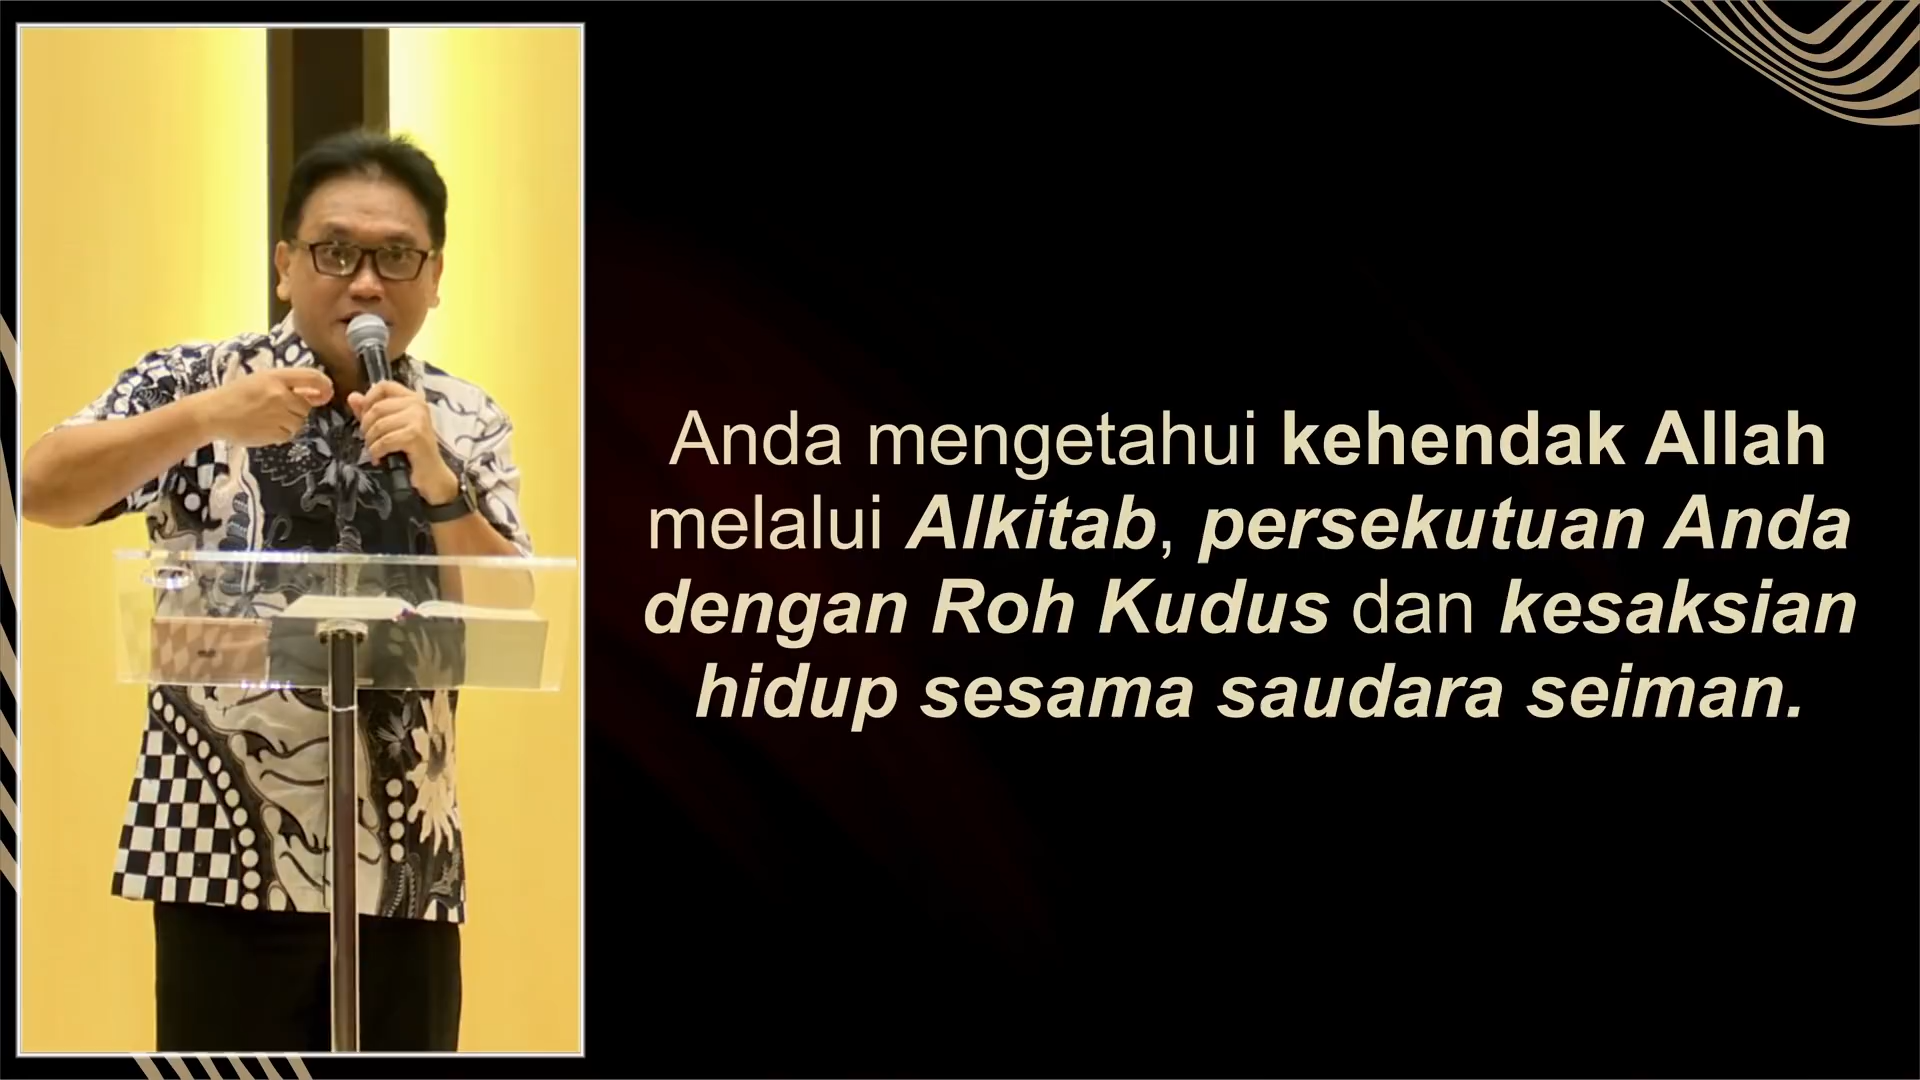 Anda mengetahui kehendak Allah
melalui Alkitab, persekutuan Anda
dengan Roh Kudus dan kesaksian
hidup sesama saudara seiman.